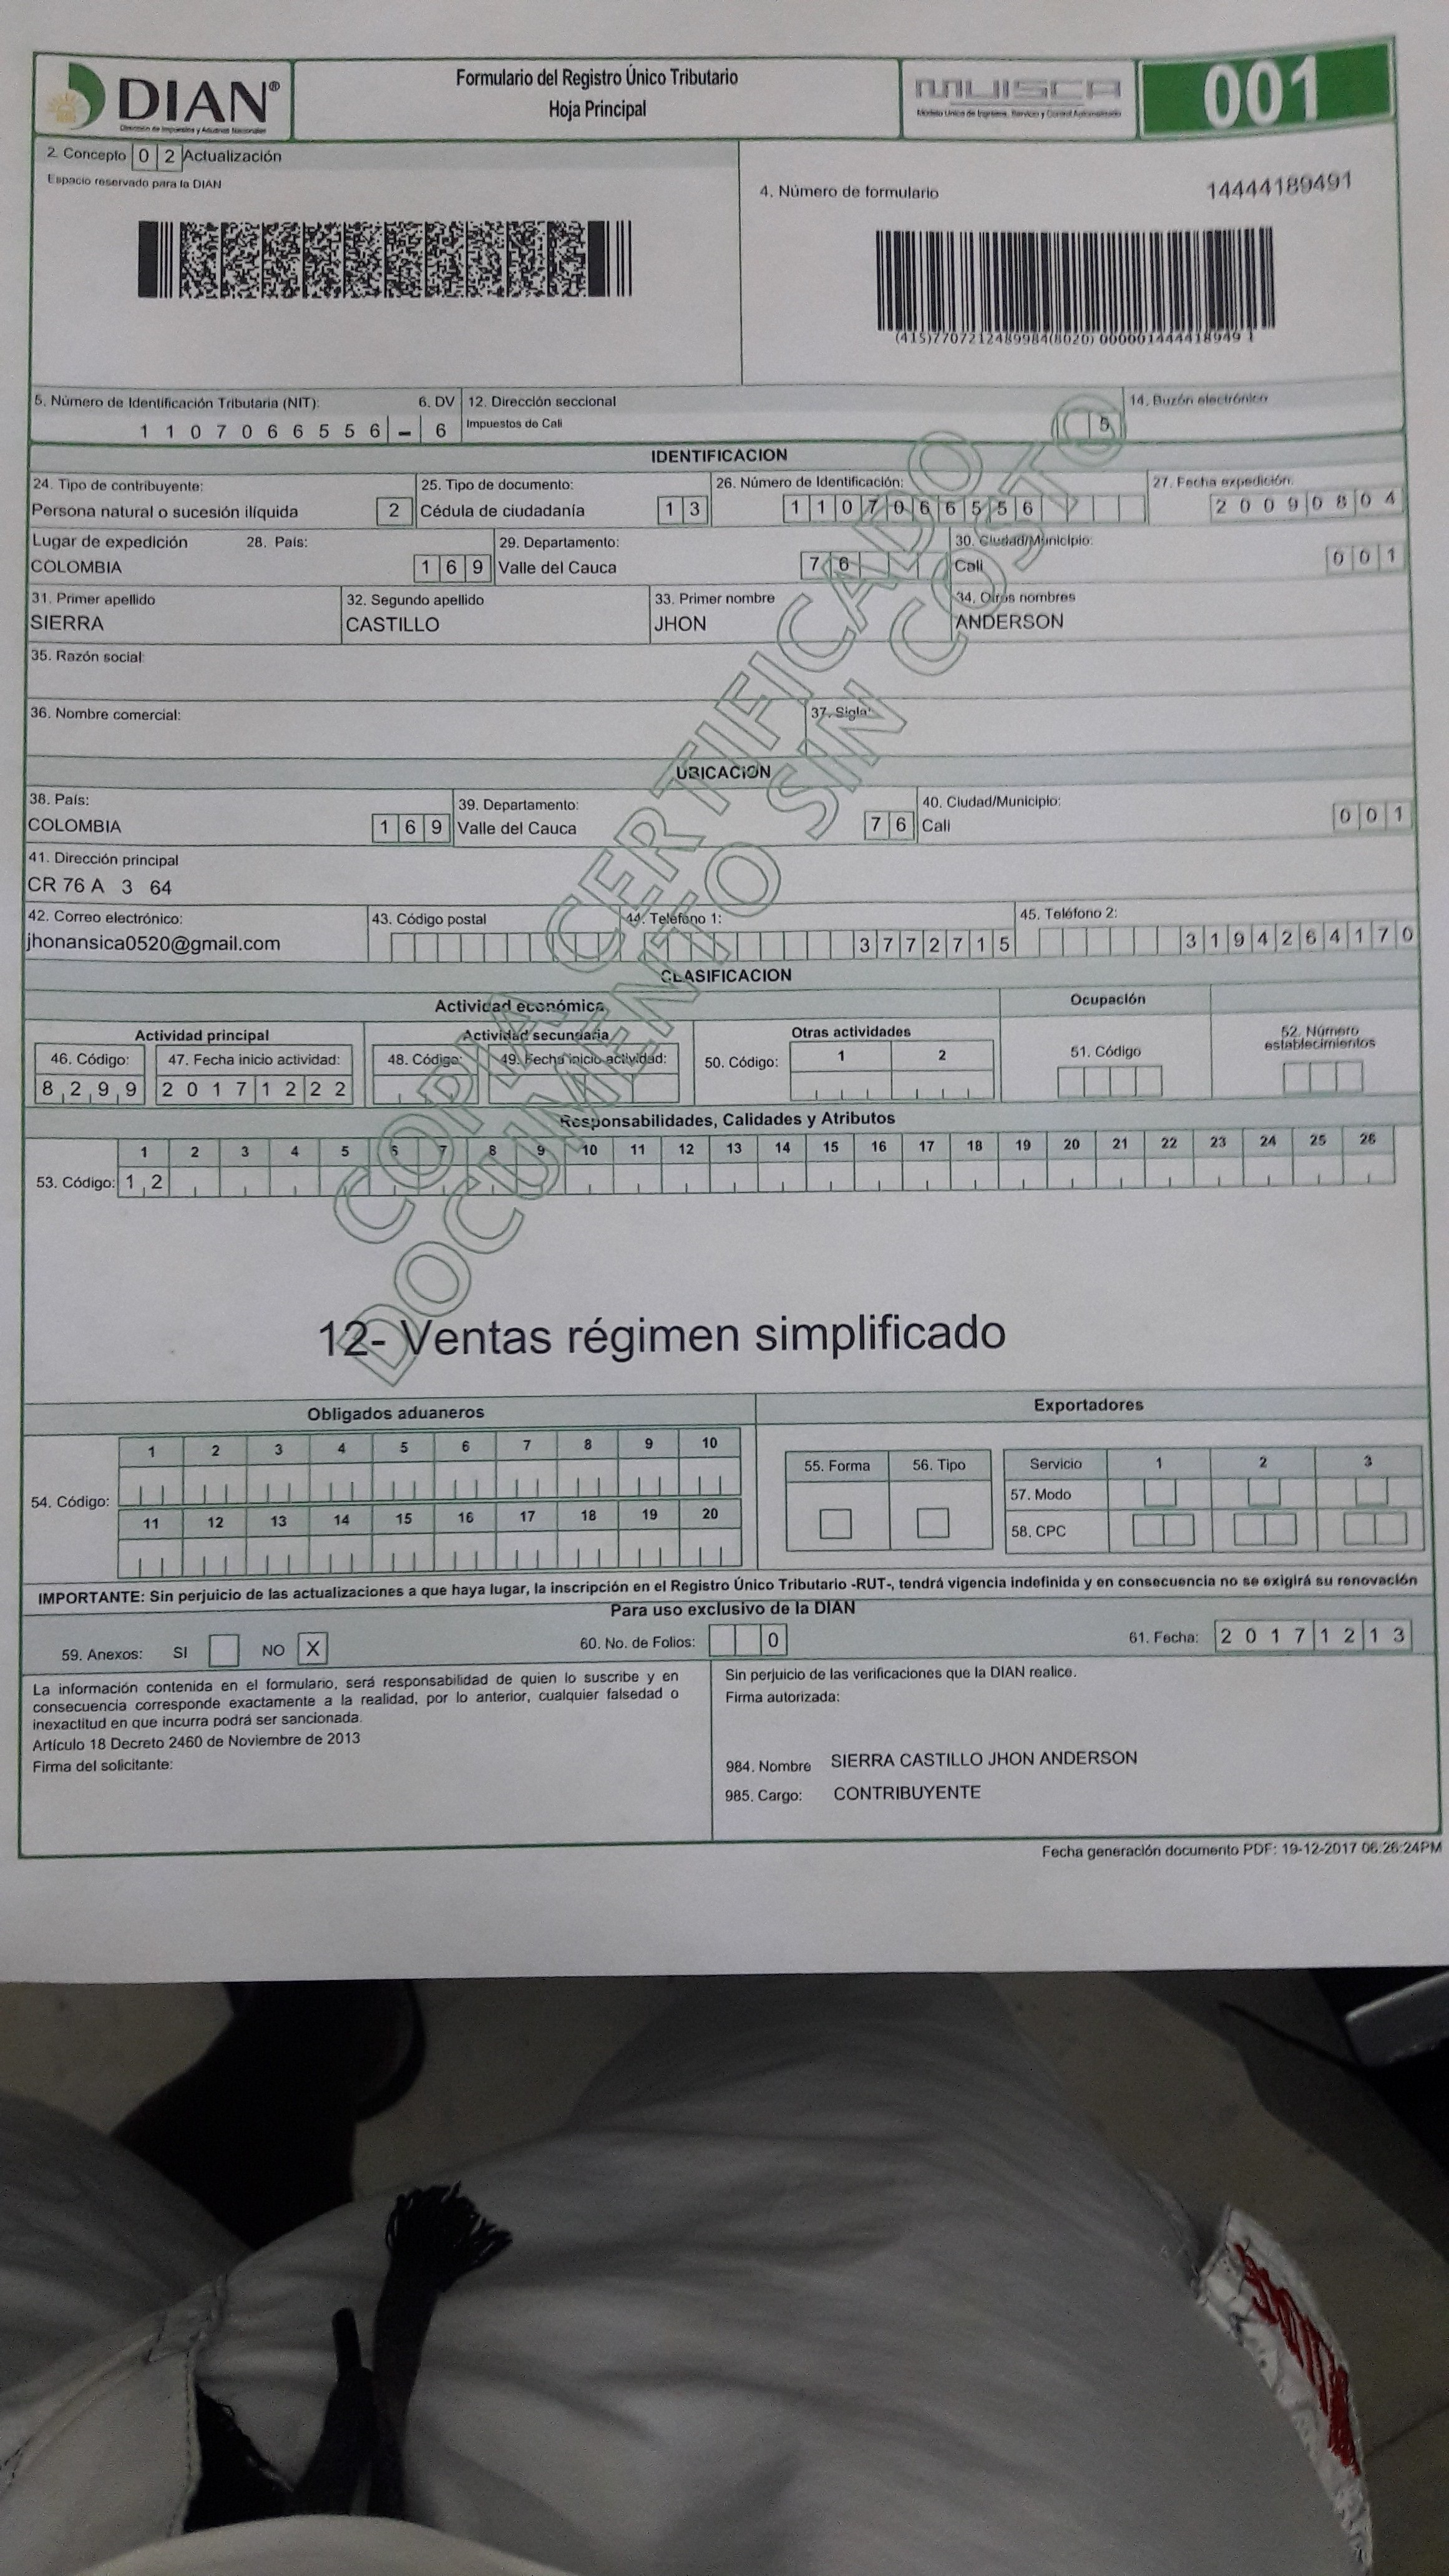 DIAN®
Dirección de Impuestos y Aduanas Nacionales
Formulario del Registro Único Tributario
Hoja Principal
MUISCA
Modelo Único de Ingresos, Servicio y Control Automatizado
001
2. Concepto 0 2 Actualización
Espacio reservado para la DIAN
4. Número de formulario 14444189491
(415)7707212489984(8020) 000001444418949 1
5. Número de Identificación Tributaria (NIT): 6. DV 12. Dirección seccional 14. Buzón electrónico
1 1 0 7 0 6 6 5 5 6 - 6 Impuestos de Cali 5
IDENTIFICACION
24. Tipo de contribuyente: 25. Tipo de documento: 26. Número de Identificación: 27. Fecha expedición:
Persona natural o sucesión ilíquida 2 Cédula de ciudadanía 1 3 1 1 0 7 0 6 6 5 5 6 2 0 0 9 0 8 0 4
Lugar de expedición 28. País: 29. Departamento: 30. Ciudad/Municipio:
COLOMBIA 1 6 9 Valle del Cauca 7 6 Cali 0 0 1
31. Primer apellido 32. Segundo apellido 33. Primer nombre 34. Otros nombres
SIERRA CASTILLO JHON ANDERSON
35. Razón social:
36. Nombre comercial: 37. Sigla:
UBICACION
38. País: 39. Departamento: 40. Ciudad/Municipio:
COLOMBIA 1 6 9 Valle del Cauca 7 6 Cali 0 0 1
41. Dirección principal
CR 76 A 3 64
42. Correo electrónico: 43. Código postal 44. Teléfono 1: 45. Teléfono 2:
jhonansica0520@gmail.com 3 7 7 2 7 1 5 3 1 9 4 2 6 4 1 7 0
CLASIFICACION
Actividad económica Ocupación
Actividad principal Actividad secundaria Otras actividades 52. Número establecimientos
46. Código: 47. Fecha inicio actividad: 48. Código: 49. Fecha inicio actividad: 50. Código: 1 2 51. Código
8 2 9 9 2 0 1 7 1 2 2 2
Responsabilidades, Calidades y Atributos
1 2 3 4 5 6 7 8 9 10 11 12 13 14 15 16 17 18 19 20 21 22 23 24 25 26
53. Código: 1 2
COPIA CERTIFICADO
DOCUMENTO SIN COSTO
12- Ventas régimen simplificado
Obligados aduaneros Exportadores
1 2 3 4 5 6 7 8 9 10
55. Forma 56. Tipo Servicio 1 2 3
57. Modo
54. Código:
11 12 13 14 15 16 17 18 19 20
58. CPC
IMPORTANTE: Sin perjuicio de las actualizaciones a que haya lugar, la inscripción en el Registro Único Tributario -RUT-, tendrá vigencia indefinida y en consecuencia no se exigirá su renovación
Para uso exclusivo de la DIAN
59. Anexos: SI NO X 60. No. de Folios: 0 61. Fecha: 2 0 1 7 1 2 1 3
La información contenida en el formulario, será responsabilidad de quien lo suscribe y en
consecuencia corresponde exactamente a la realidad, por lo anterior, cualquier falsedad o
inexactitud en que incurra podrá ser sancionada.
Artículo 18 Decreto 2460 de Noviembre de 2013
Firma del solicitante:
Sin perjuicio de las verificaciones que la DIAN realice.
Firma autorizada:
984. Nombre SIERRA CASTILLO JHON ANDERSON
985. Cargo: CONTRIBUYENTE
Fecha generación documento PDF: 19-12-2017 06:26:24PM